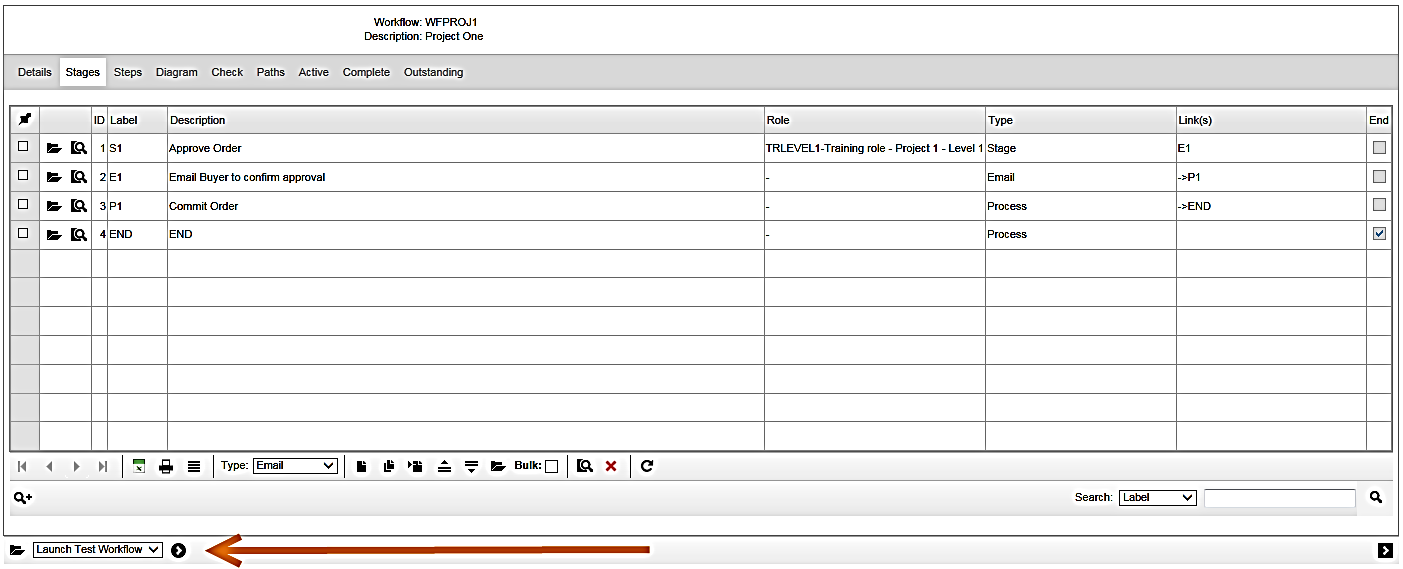 Workflow: WFPROJ1
Description: Project One
Details Stages Steps Diagram Check Paths Active Complete Outstanding
ID Label Description Role Type Link(s) End
1 S1 Approve Order TRLEVEL1-Training role - Project 1 - Level 1 Stage E1
2 E1 Email Buyer to confirm approval - Email ->P1
3 P1 Commit Order - Process ->END
4 END END - Process
Type: Email Bulk:
Search: Label
Launch Test Workflow